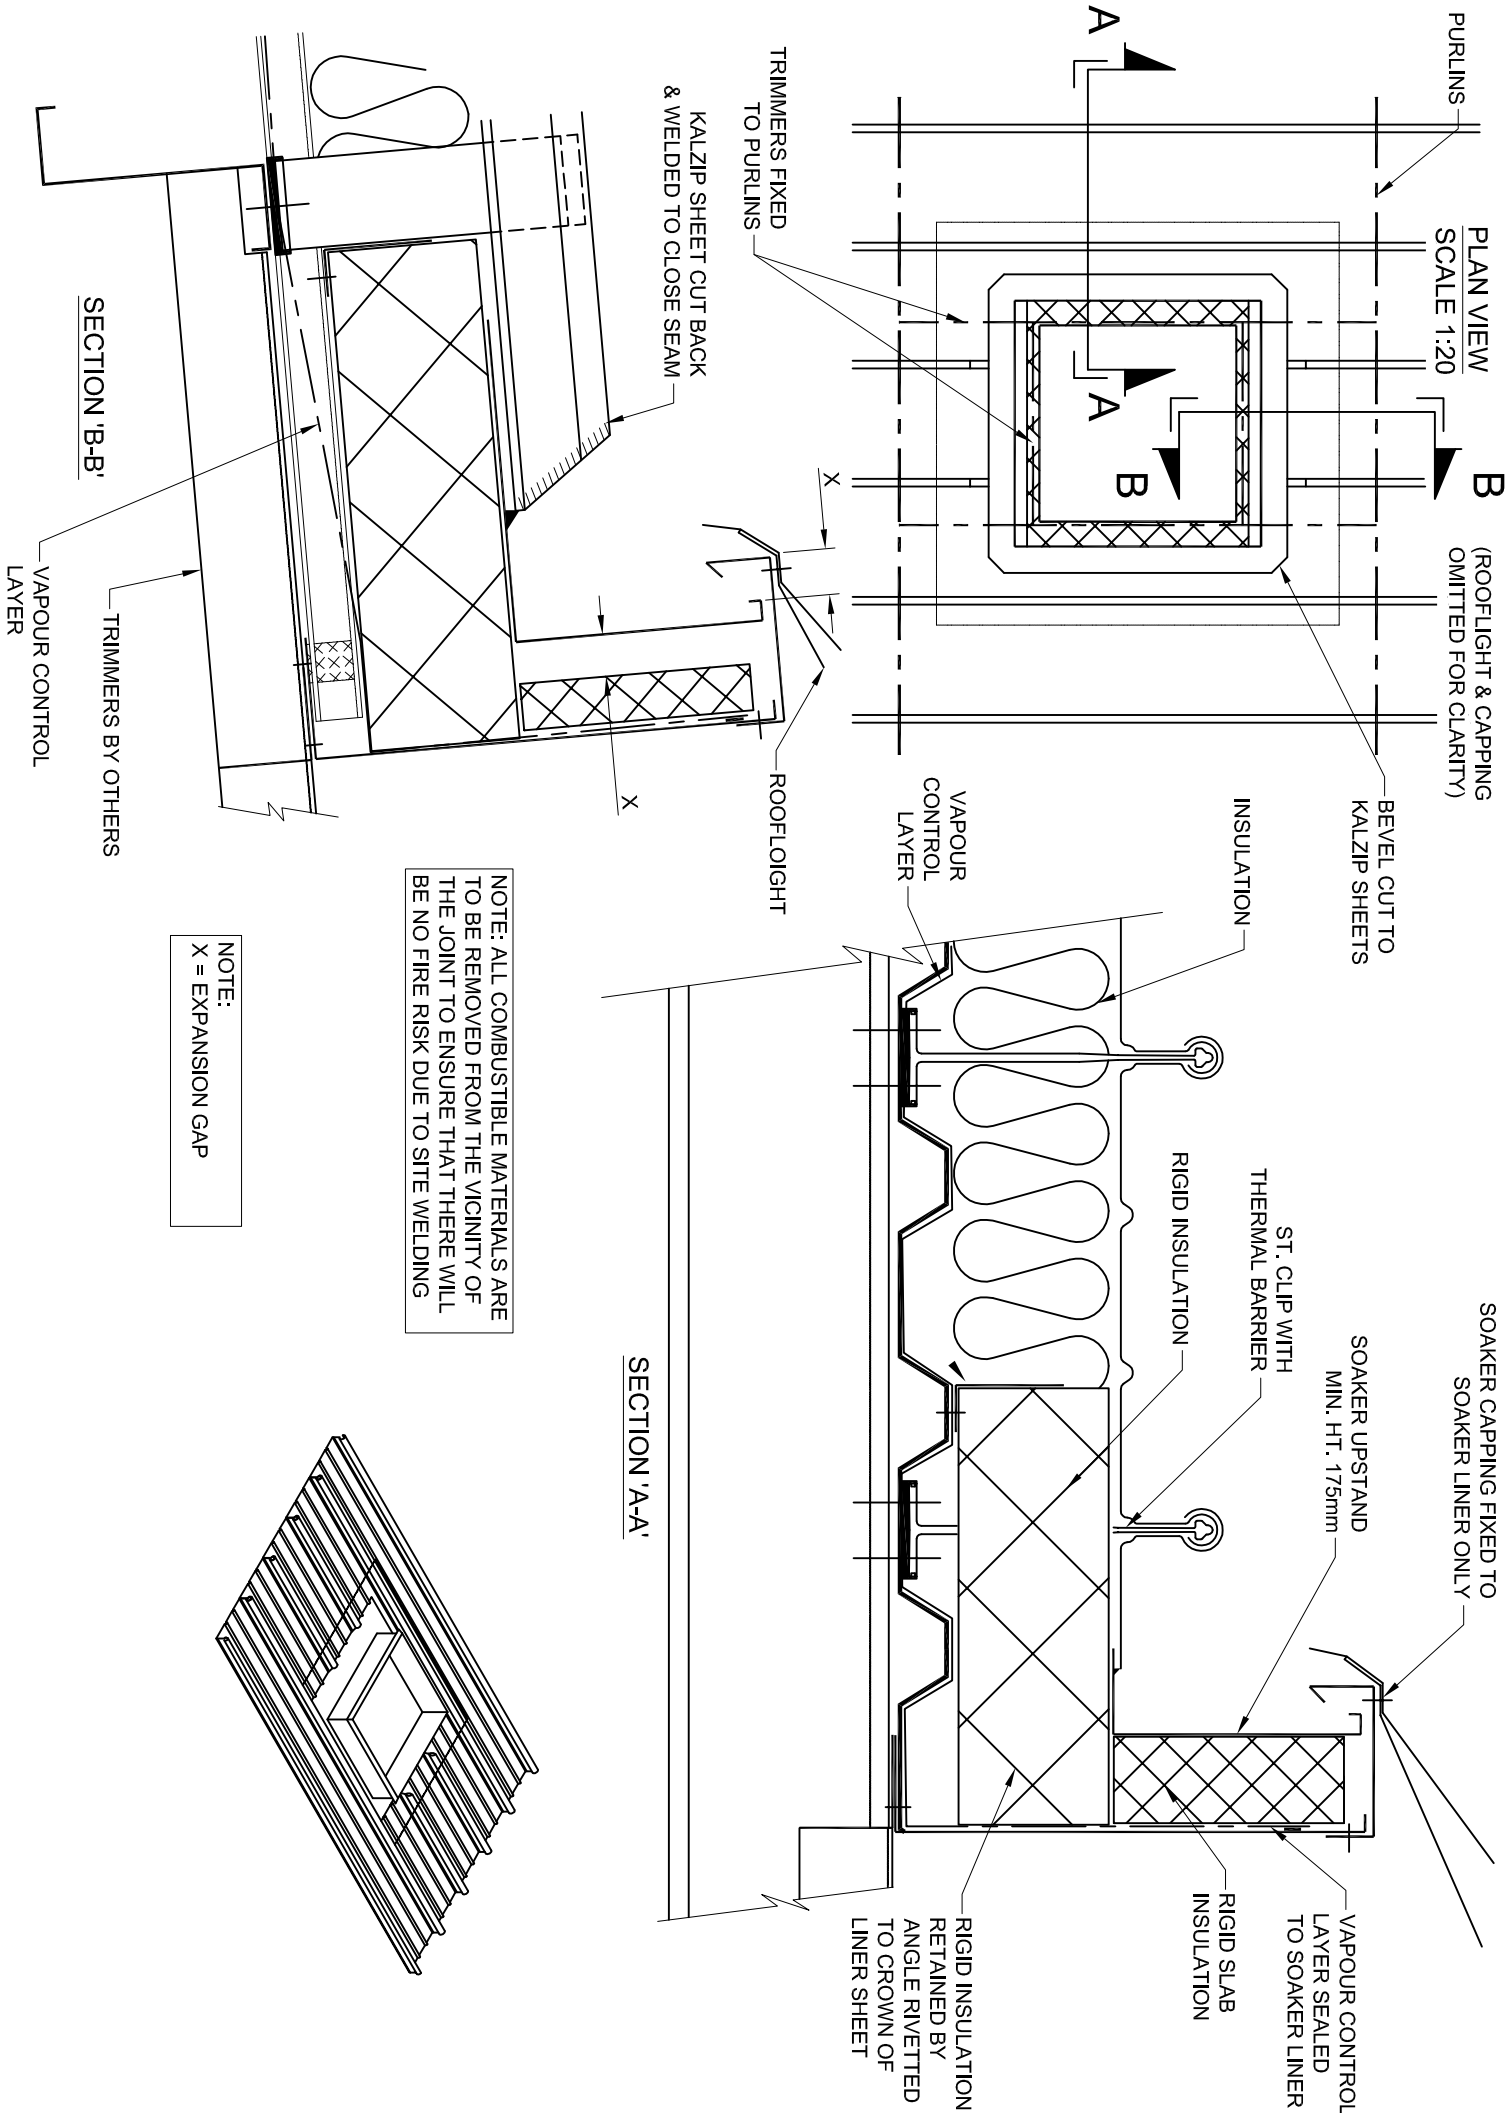 PURLINS
PLAN VIEW
SCALE 1:20
(ROOFLIGHT & CAPPING
OMITTED FOR CLARITY)
A
A
B
B
BEVEL CUT TO
KALZIP SHEETS
TRIMMERS FIXED
TO PURLINS
KALZIP SHEET CUT BACK
& WELDED TO CLOSE SEAM
X
X
ROOFLOIGHT
SECTION 'B-B'
VAPOUR CONTROL
LAYER
TRIMMERS BY OTHERS
INSULATION
VAPOUR
CONTROL
LAYER
SOAKER CAPPING FIXED TO
SOAKER LINER ONLY
SOAKER UPSTAND
MIN. HT. 175mm
ST. CLIP WITH
THERMAL BARRIER
RIGID INSULATION
VAPOUR CONTROL
LAYER SEALED
TO SOAKER LINER
RIGID SLAB
INSULATION
RIGID INSULATION
RETAINED BY
ANGLE RIVETTED
TO CROWN OF
LINER SHEET
SECTION 'A-A'
NOTE: ALL COMBUSTIBLE MATERIALS ARE
TO BE REMOVED FROM THE VICINITY OF
THE JOINT TO ENSURE THAT THERE WILL
BE NO FIRE RISK DUE TO SITE WELDING
NOTE:
X = EXPANSION GAP